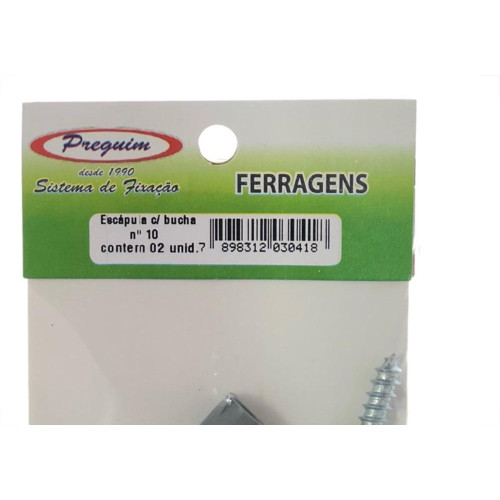 Preguim
desde 1990
Sistema de Fixação
FERRAGENS
Escápula c/ bucha
nº 10
contem 02 unid.
7 898312 030418